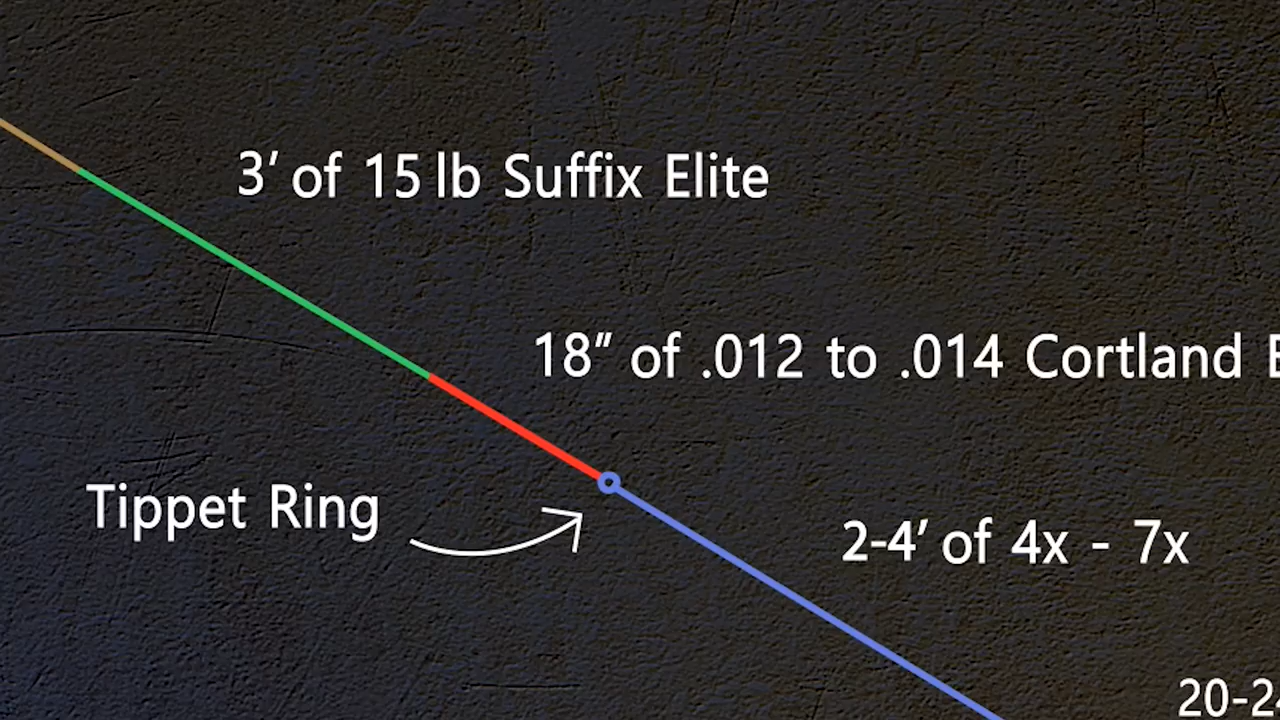 3’ of 15 lb Suffix Elite
18” of .012 to .014 Cortland
Tippet Ring
2-4’ of 4x - 7x